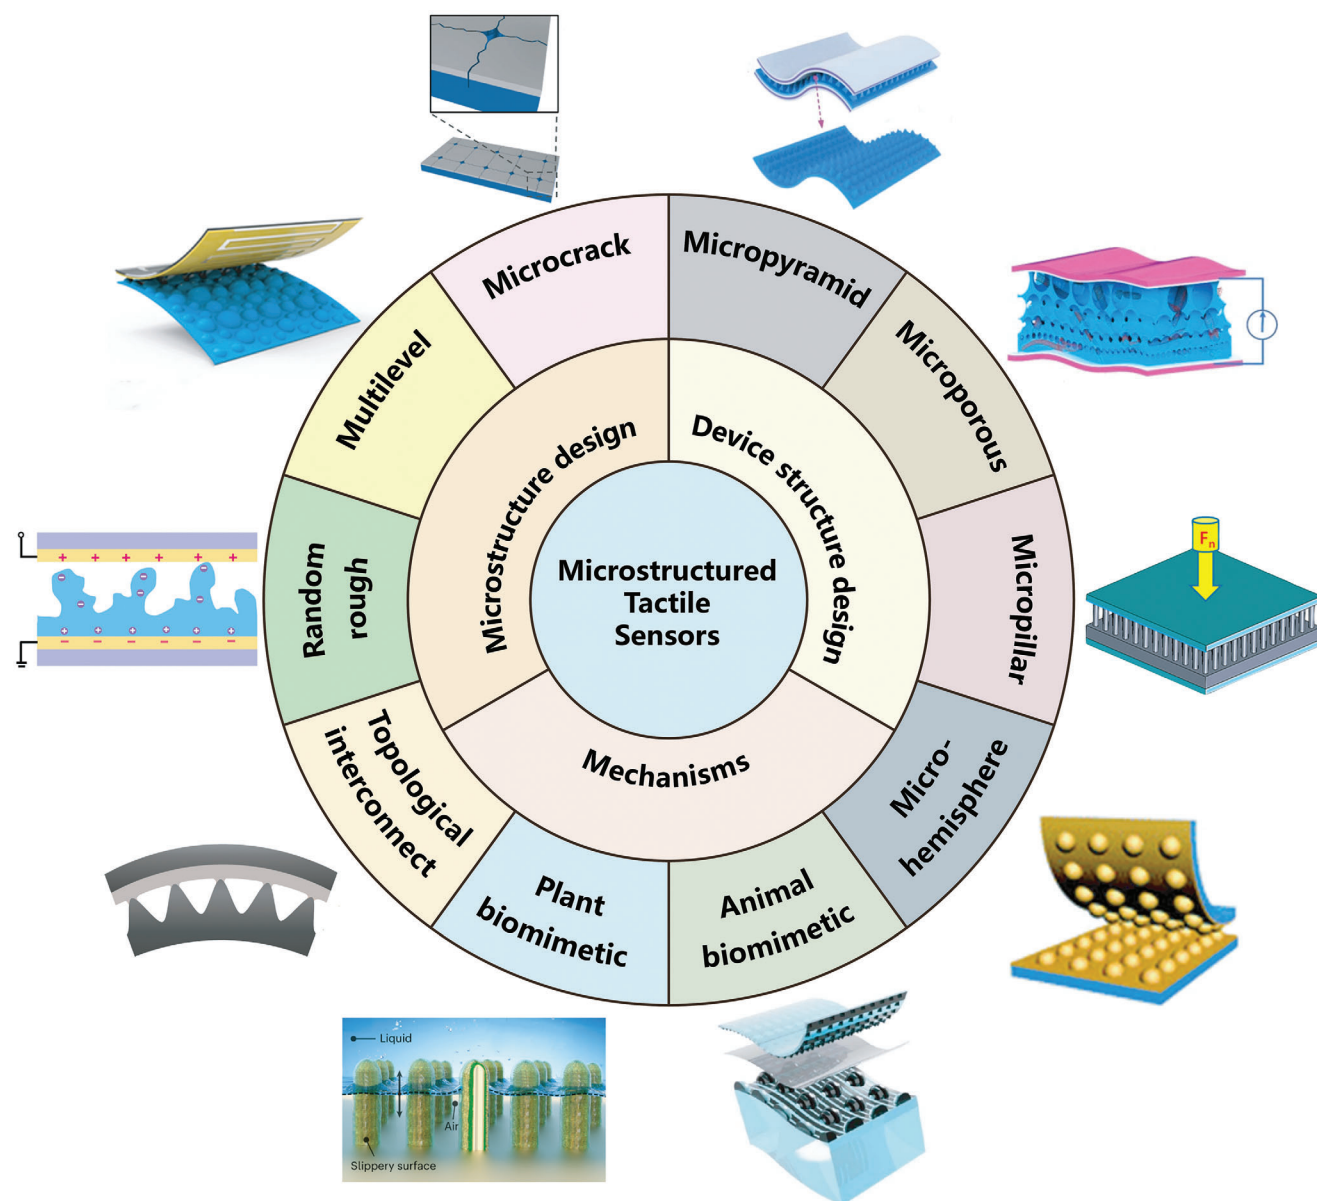 Microcrack
Micropyramid
Multilevel
Microporous
Microstructure design
Device structure design
Random
rough
Microstructured
Tactile
Sensors
Micropillar
F_n
+ + + + + +
− − − − −
+ + + + + +
− − − − − −
Topological
interconnect
Mechanisms
Micro-
hemisphere
Plant
biomimetic
Animal
biomimetic
Liquid
Air
Slippery surface